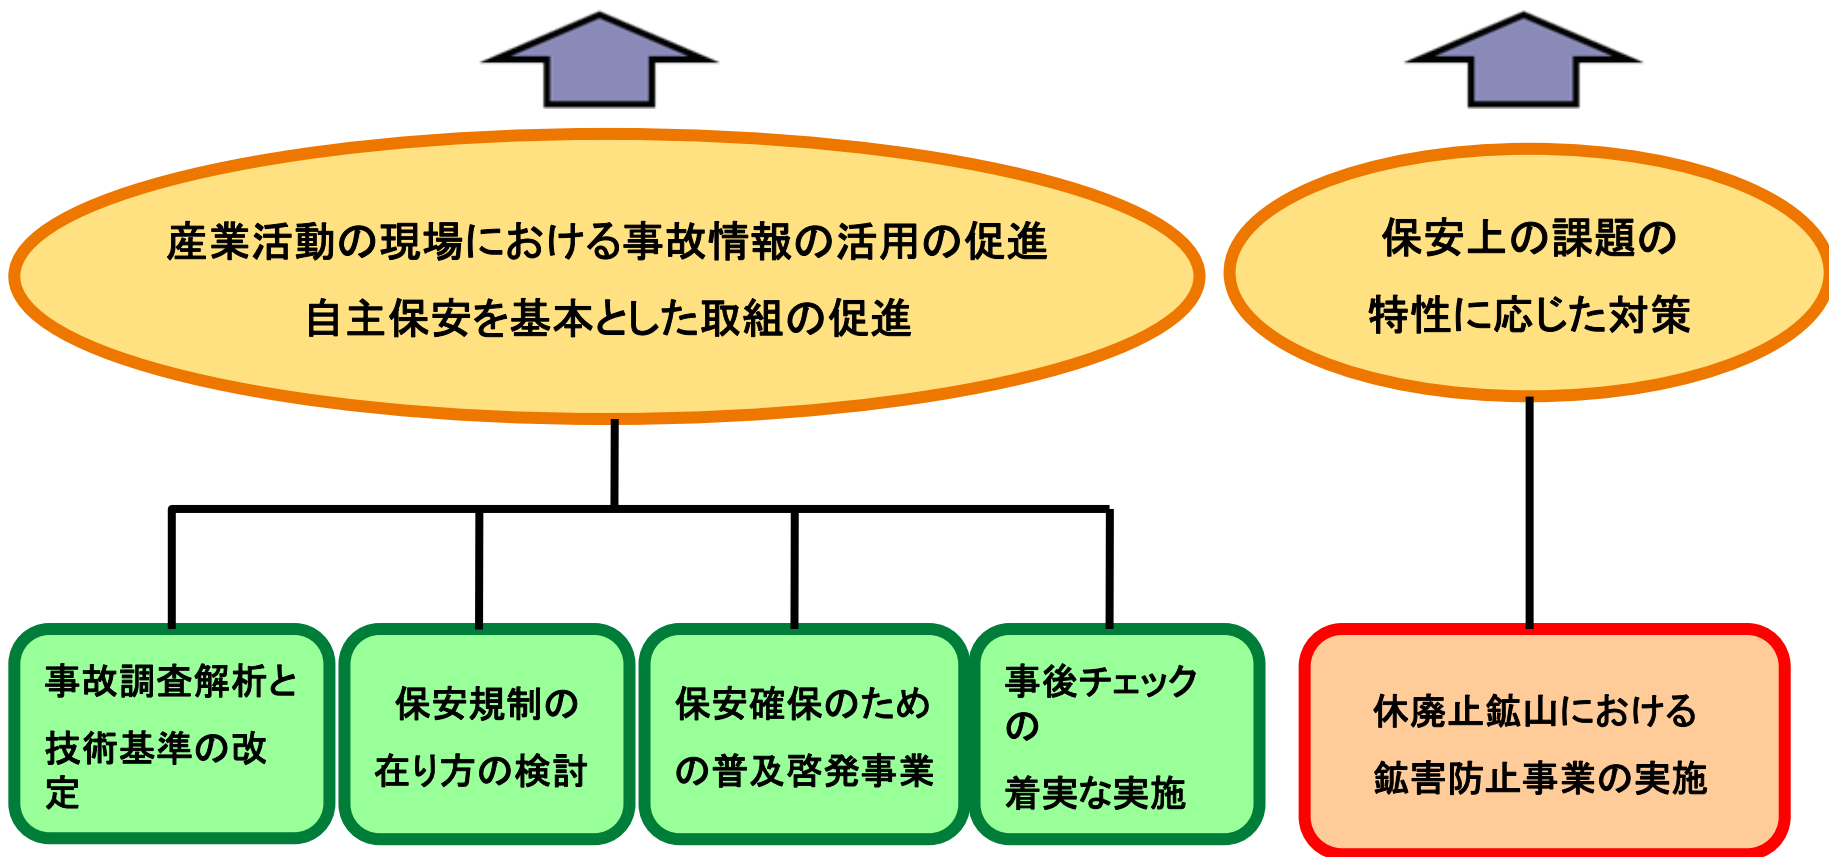 産業活動の現場における事故情報の活用の促進
自主保安を基本とした取組の促進
保安上の課題の
特性に応じた対策
事故調査解析と
技術基準の改
定
保安規制の
在り方の検討
保安確保のため
の普及啓発事業
事後チェック
の
着実な実施
休廃止鉱山における
鉱害防止事業の実施